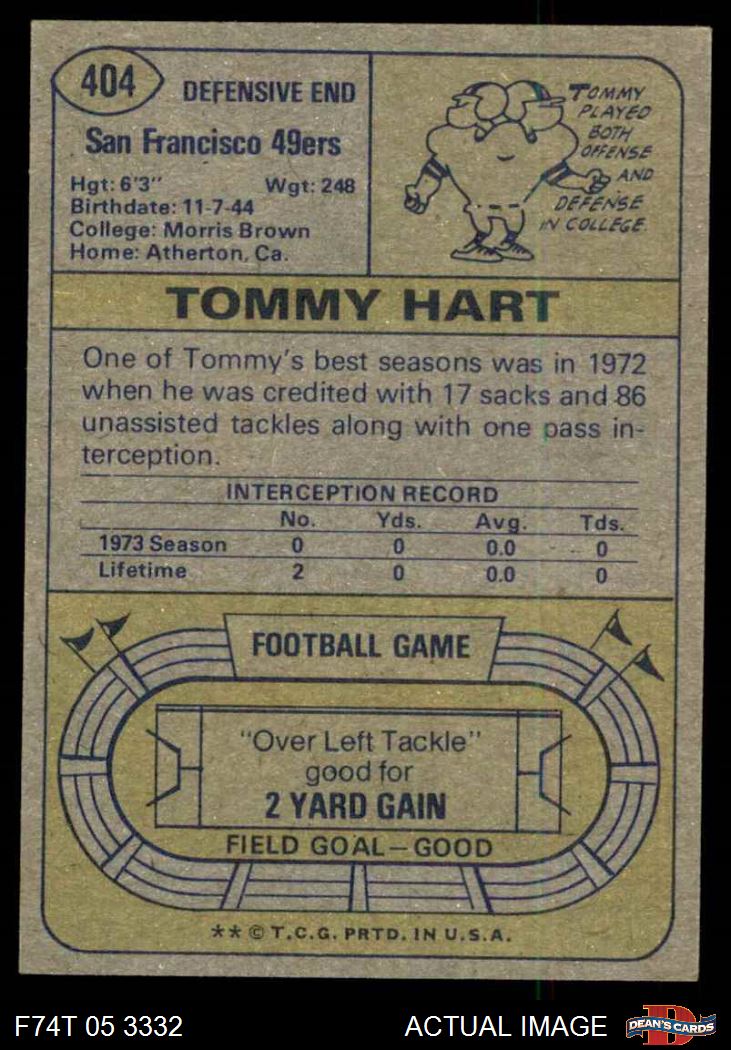 404
DEFENSIVE END
San Francisco 49ers
Hgt: 6'3" Wgt: 248
Birthdate: 11-7-44
College: Morris Brown
Home: Atherton, Ca.
TOMMY
PLAYED
BOTH
OFFENSE
AND
DEFENSE
IN COLLEGE.
TOMMY HART
One of Tommy's best seasons was in 1972
when he was credited with 17 sacks and 86
unassisted tackles along with one pass in-
terception.
INTERCEPTION RECORD
No. Yds. Avg. Tds.
1973 Season 0 0 0.0 0
Lifetime 2 0 0.0 0
FOOTBALL GAME
"Over Left Tackle"
good for
2 YARD GAIN
FIELD GOAL—GOOD
** © T.C.G. PRTD. IN U.S.A.
F74T 05 3332 ACTUAL IMAGE
DEAN'S CARDS